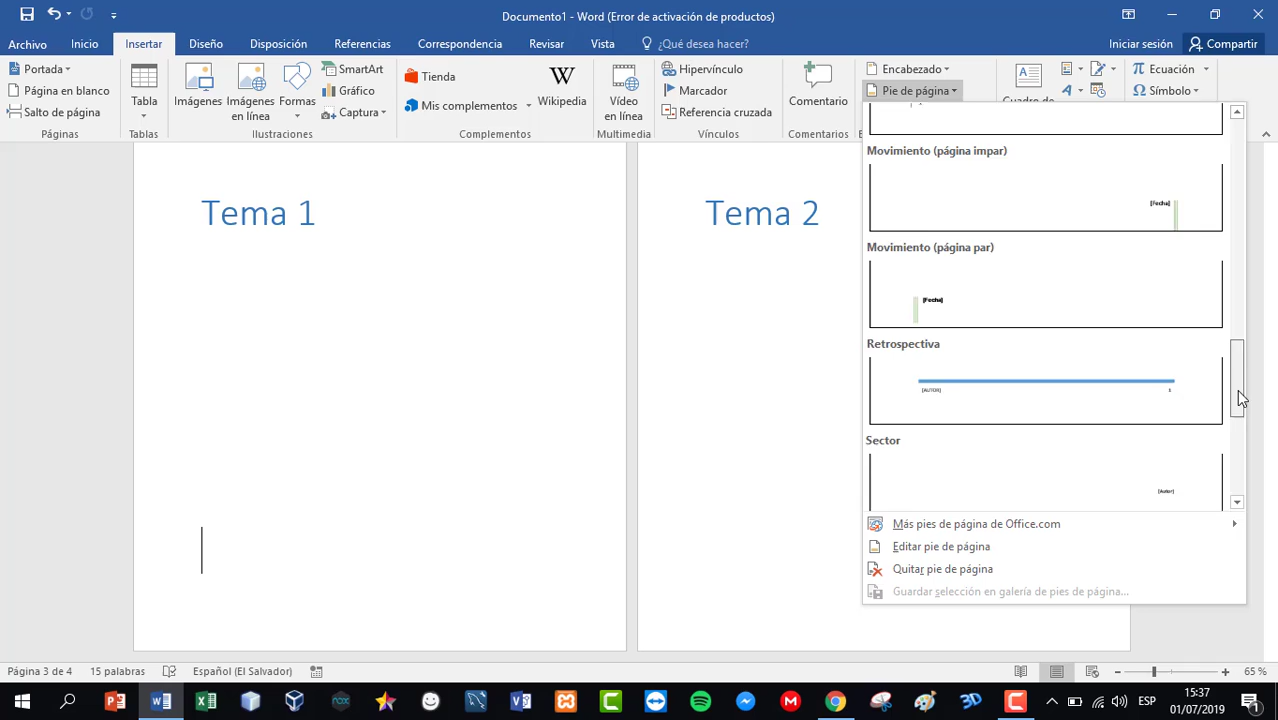 Documento1 - Word (Error de activación de productos)
Archivo
Inicio
Insertar
Diseño
Disposición
Referencias
Correspondencia
Revisar
Vista
¿Qué desea hacer?
Iniciar sesión
Compartir
Portada
Página en blanco
Salto de página
Páginas
Tabla
Tablas
Imágenes
Imágenes
en línea
Formas
SmartArt
Gráfico
Captura
Ilustraciones
Tienda
Mis complementos
W
Wikipedia
Complementos
Vídeo
en línea
Multimedia
Hipervínculo
Marcador
Referencia cruzada
Vínculos
Comentario
Comentarios
Encabezado
Pie de página
Cuadro de
Ecuación
Símbolo
Movimiento (página impar)
[Fecha]
Movimiento (página par)
[Fecha]
Retrospectiva
[AUTOR] 1
Sector
[Autor]
Más pies de página de Office.com
Editar pie de página
Quitar pie de página
Guardar selección en galería de pies de página...
Tema 1
Tema 2
Página 3 de 4
15 palabras
Español (El Salvador)
65 %
ESP
15:37
01/07/2019